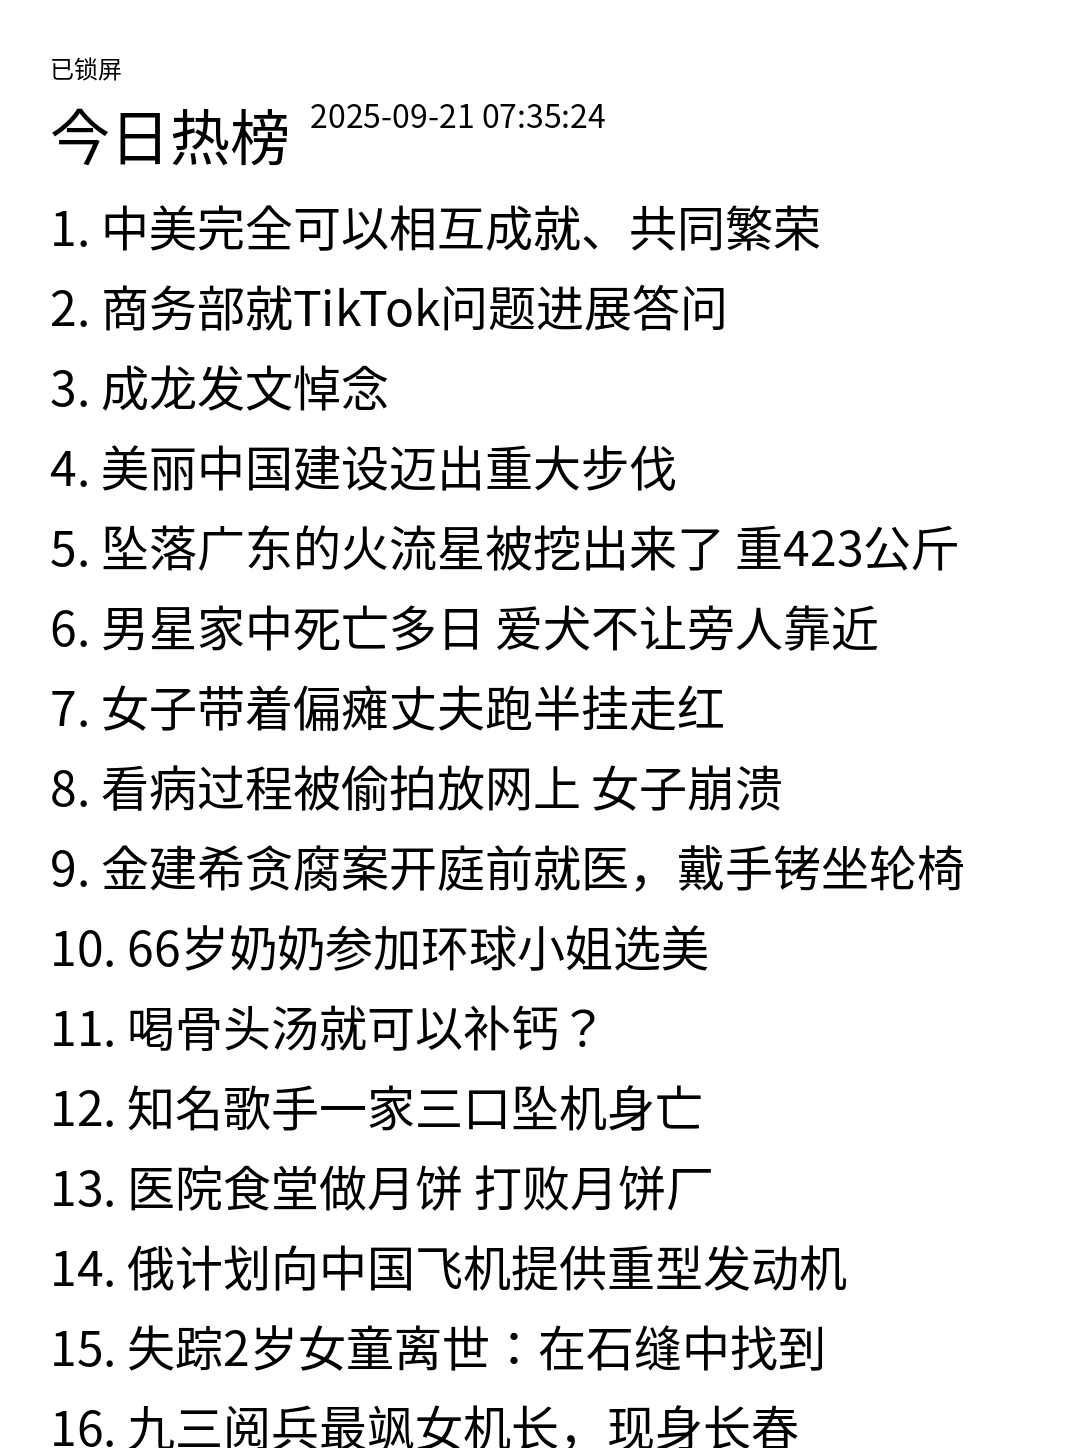 已锁屏
今日热榜 2025-09-21 07:35:24
1. 中美完全可以相互成就、共同繁荣
2. 商务部就TikTok问题进展答问
3. 成龙发文悼念
4. 美丽中国建设迈出重大步伐
5. 坠落广东的火流星被挖出来了 重423公斤
6. 男星家中死亡多日 爱犬不让旁人靠近
7. 女子带着偏瘫丈夫跑半挂走红
8. 看病过程被偷拍放网上 女子崩溃
9. 金建希贪腐案开庭前就医，戴手铐坐轮椅
10. 66岁奶奶参加环球小姐选美
11. 喝骨头汤就可以补钙？
12. 知名歌手一家三口坠机身亡
13. 医院食堂做月饼 打败月饼厂
14. 俄计划向中国飞机提供重型发动机
15. 失踪2岁女童离世：在石缝中找到
16. 九三阅兵最飒女机长，现身长春